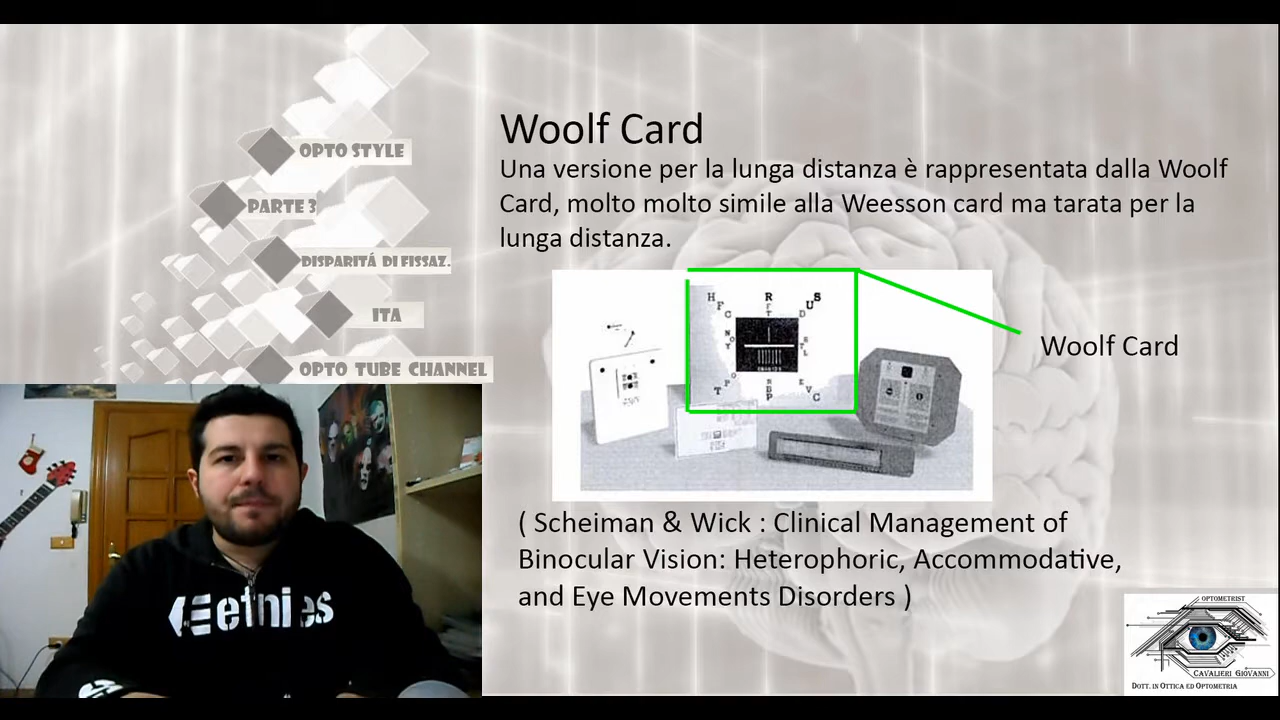 OPTO STYLE
PARTE 3
DISPARITÁ DI FISSAZ.
ITA
OPTO TUBE CHANNEL
Woolf Card
Una versione per la lunga distanza è rappresentata dalla Woolf
Card, molto molto simile alla Weesson card ma tarata per la
lunga distanza.
Woolf Card
( Scheiman & Wick : Clinical Management of
Binocular Vision: Heterophoric, Accommodative,
and Eye Movements Disorders )
etnies
OPTOMETRIST
CAVALIERI GIOVANNI
DOTT. IN OTTICA ED OPTOMETRIA